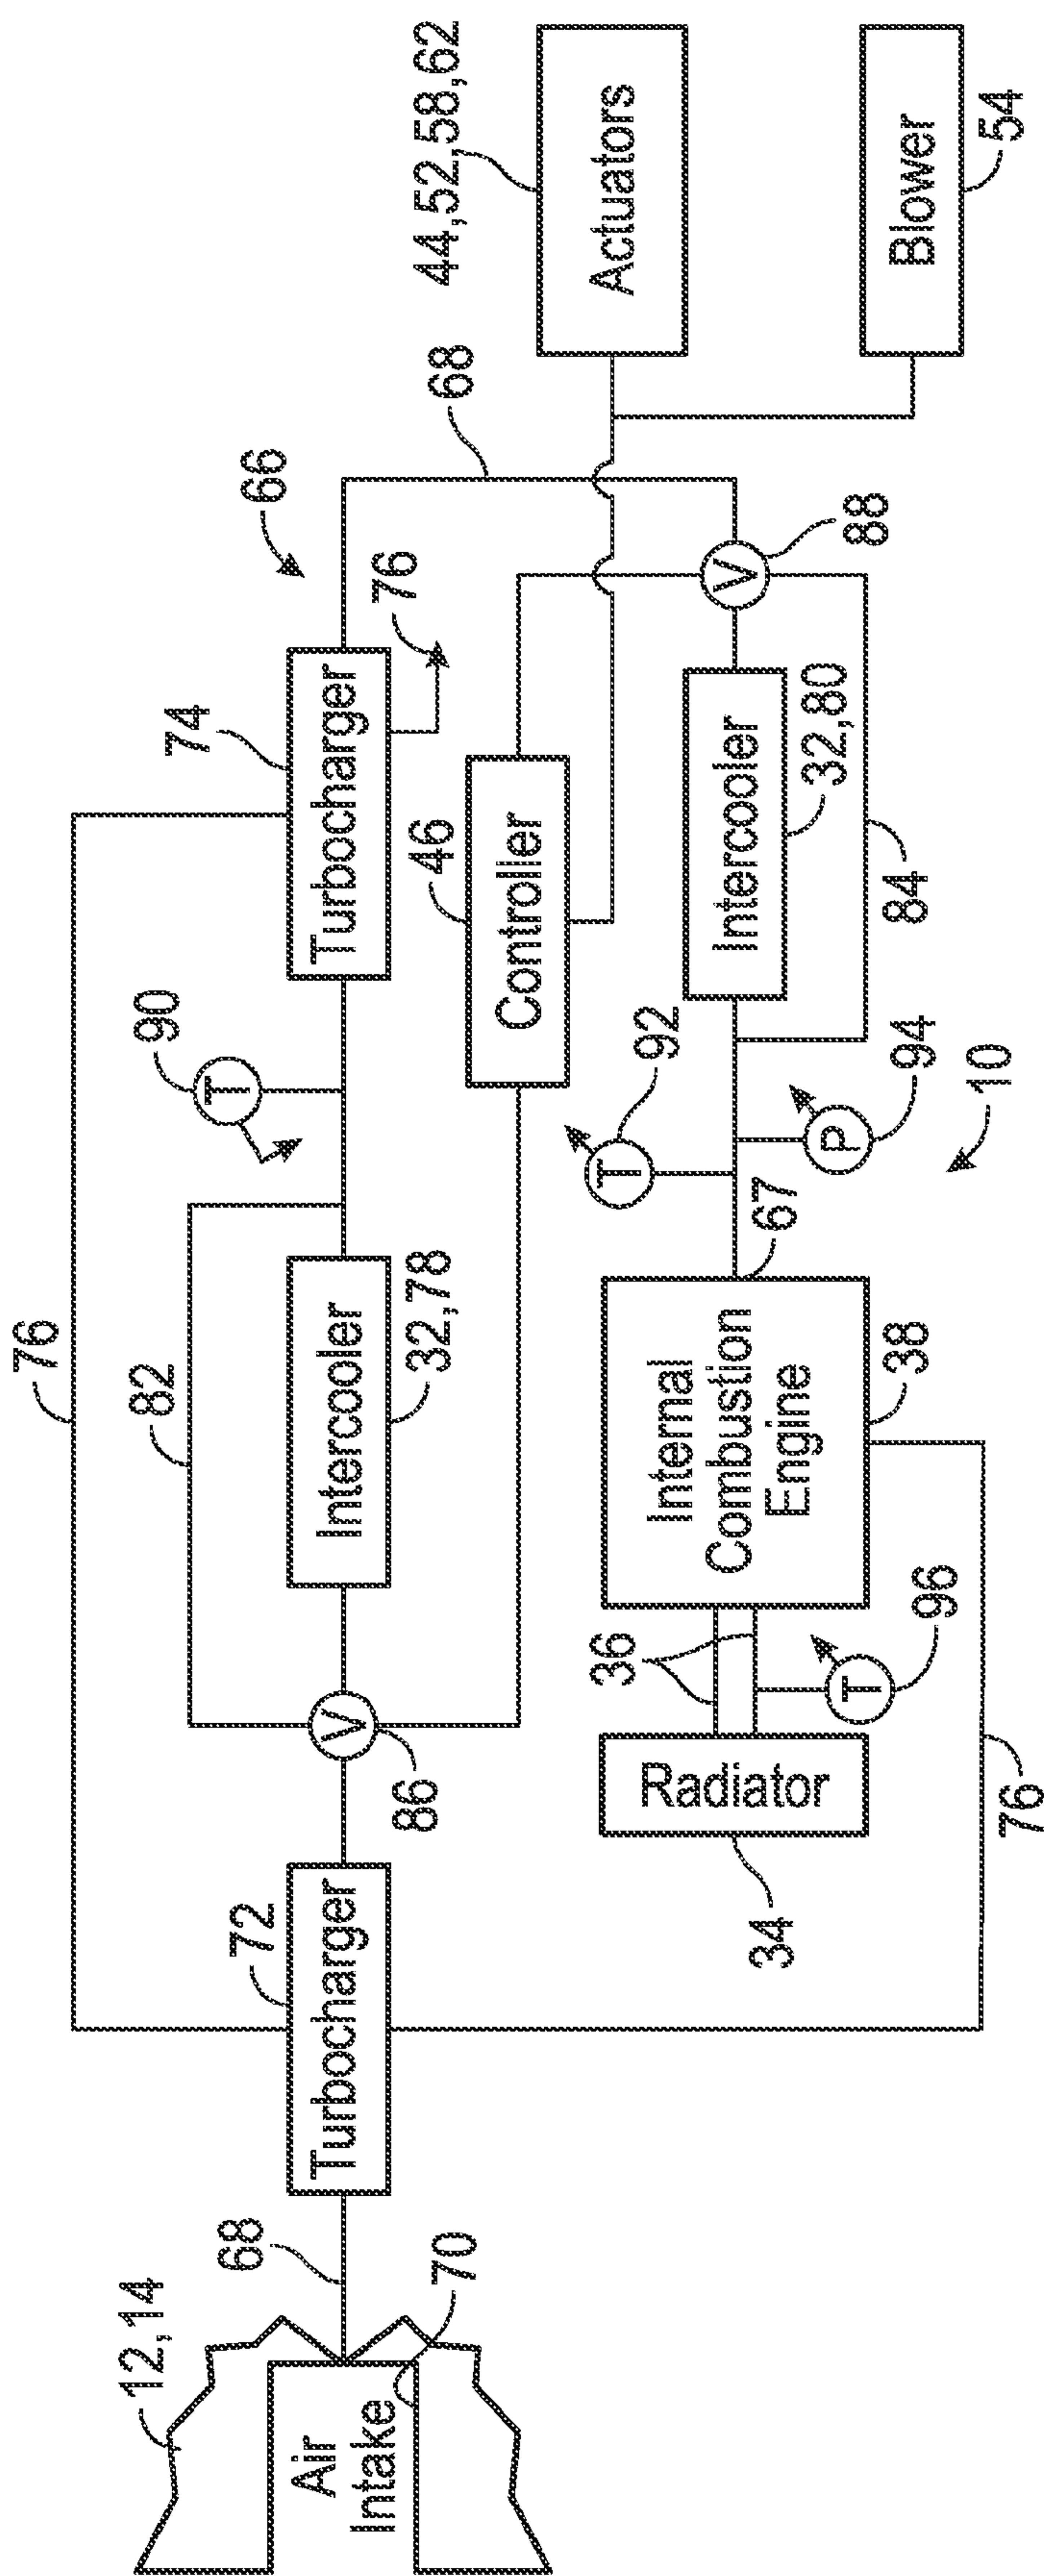 12,14
Air
Intake
70
68
Turbocharger
72
76
V
86
82
Intercooler
32,78
T
90
Turbocharger
74
76
66
68
Controller
46
44,52,58,62
Actuators
Blower
54
V
88
Intercooler
32,80
84
T
92
P
94
10
67
Internal
Combustion
Engine
38
36
T
96
Radiator
34
76